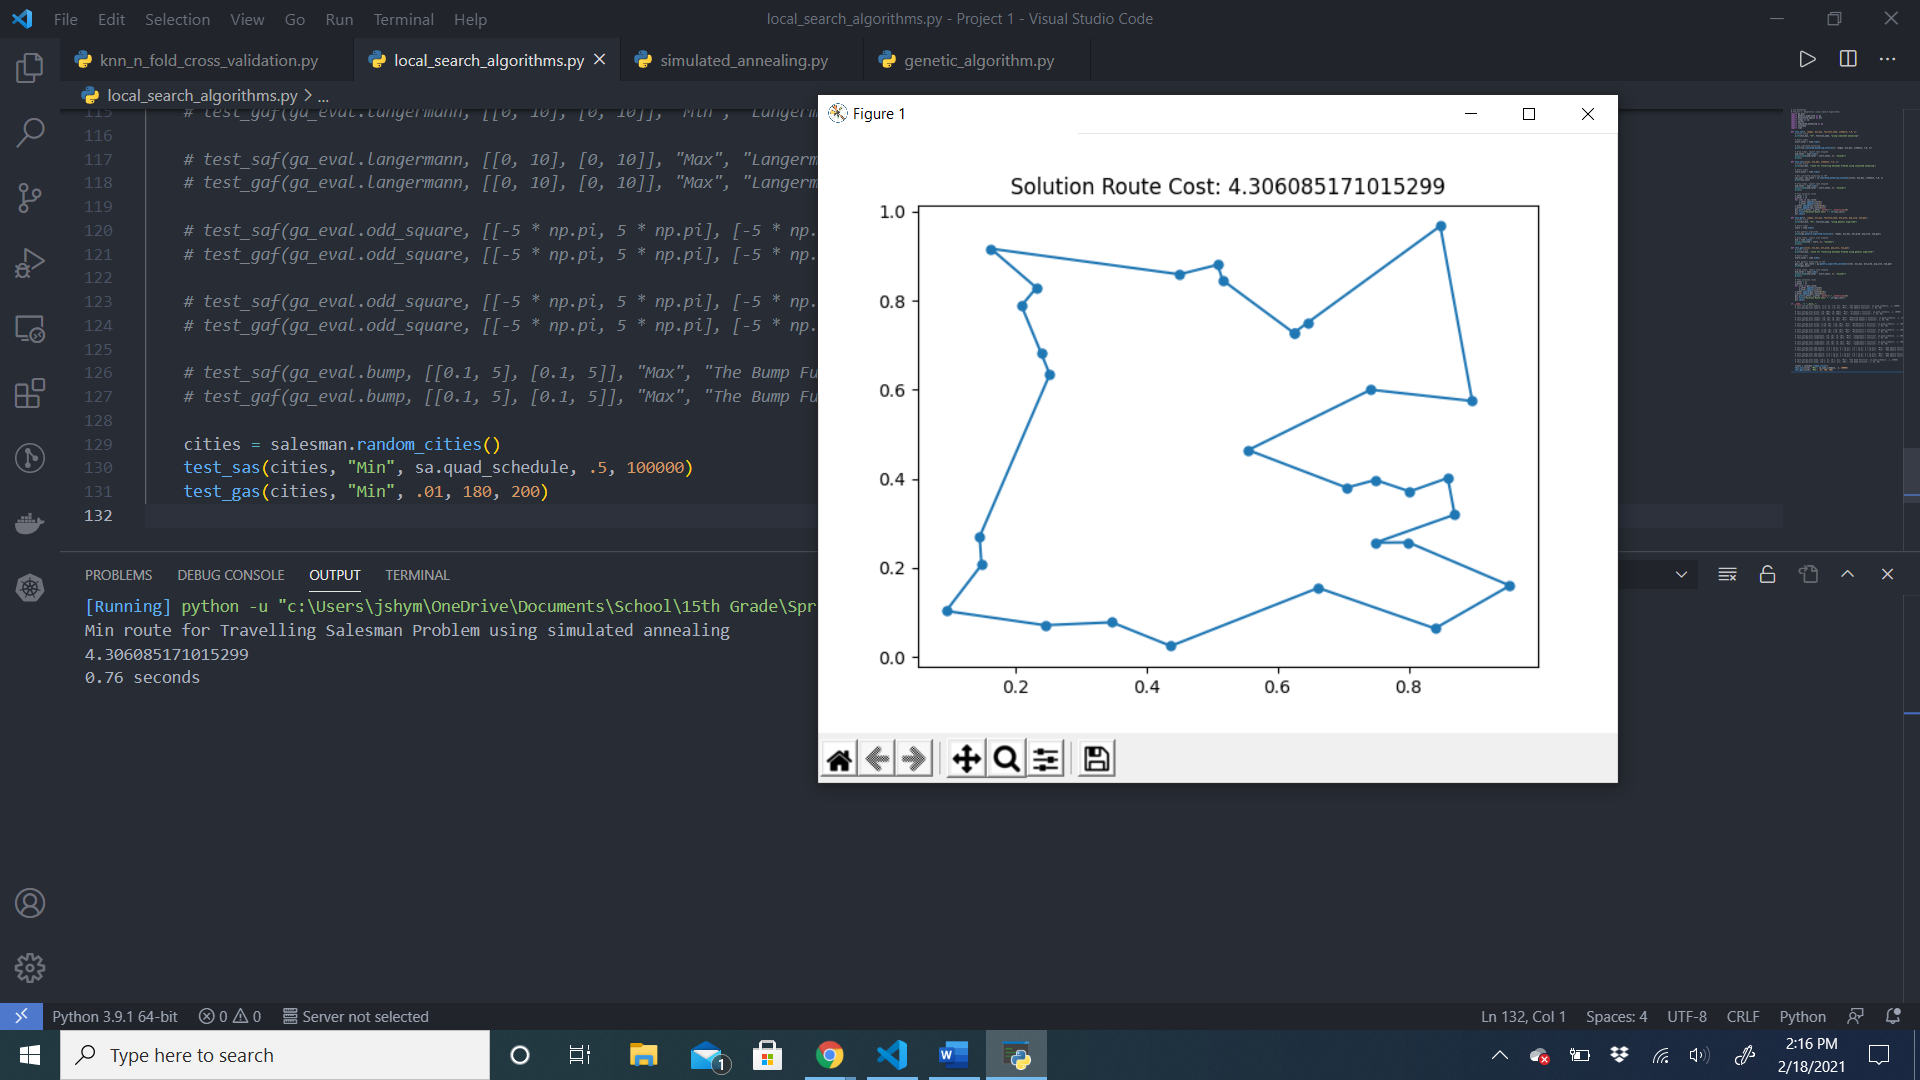 File Edit Selection View Go Run Terminal Help
local_search_algorithms.py - Project 1 - Visual Studio Code
knn_n_fold_cross_validation.py
local_search_algorithms.py
simulated_annealing.py
genetic_algorithm.py
local_search_algorithms.py > ...
115 # test_gaf(ga_eval.langermann, [[0, 10], [0, 10]], "Min", "Langerm
116
117 # test_saf(ga_eval.langermann, [[0, 10], [0, 10]], "Max", "Langerm
118 # test_gaf(ga_eval.langermann, [[0, 10], [0, 10]], "Max", "Langerm
119
120 # test_saf(ga_eval.odd_square, [[-5 * np.pi, 5 * np.pi], [-5 * np.
121 # test_gaf(ga_eval.odd_square, [[-5 * np.pi, 5 * np.pi], [-5 * np.
122
123 # test_saf(ga_eval.odd_square, [[-5 * np.pi, 5 * np.pi], [-5 * np.p
124 # test_gaf(ga_eval.odd_square, [[-5 * np.pi, 5 * np.pi], [-5 * np.p
125
126 # test_saf(ga_eval.bump, [[0.1, 5], [0.1, 5]], "Max", "The Bump Fu
127 # test_gaf(ga_eval.bump, [[0.1, 5], [0.1, 5]], "Max", "The Bump Fu
128
129 cities = salesman.random_cities()
130 test_sas(cities, "Min", sa.quad_schedule, .5, 100000)
131 test_gas(cities, "Min", .01, 180, 200)
132
Figure 1
Solution Route Cost: 4.306085171015299
1.0
0.8
0.6
0.4
0.2
0.0
0.2 0.4 0.6 0.8
PROBLEMS DEBUG CONSOLE OUTPUT TERMINAL
[Running] python -u "c:\Users\jshym\OneDrive\Documents\School\15th Grade\Spr
Min route for Travelling Salesman Problem using simulated annealing
4.306085171015299
0.76 seconds
Python 3.9.1 64-bit 0 0 Server not selected
Ln 132, Col 1 Spaces: 4 UTF-8 CRLF Python
Type here to search
1
2:16 PM
2/18/2021